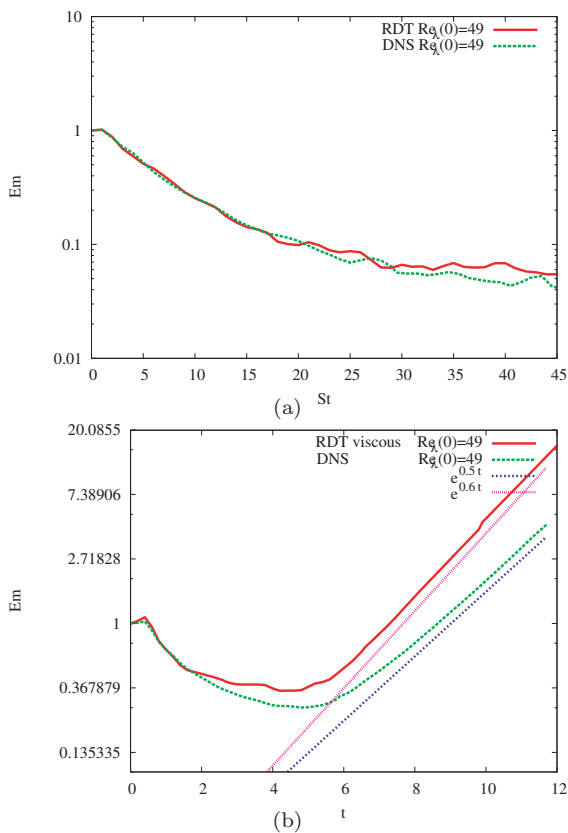 10
RDT Reλ(0)=49
DNS Reλ(0)=49
1
Em
0.1
0.01
0 5 10 15 20 25 30 35 40 45
(a) St
20.0855
RDT viscous Reλ(0)=49
DNS Reλ(0)=49
e^0.5 t
e^0.6 t
7.38906
2.71828
Em
1
0.367879
0.135335
0 2 4 6 8 10 12
(b) t